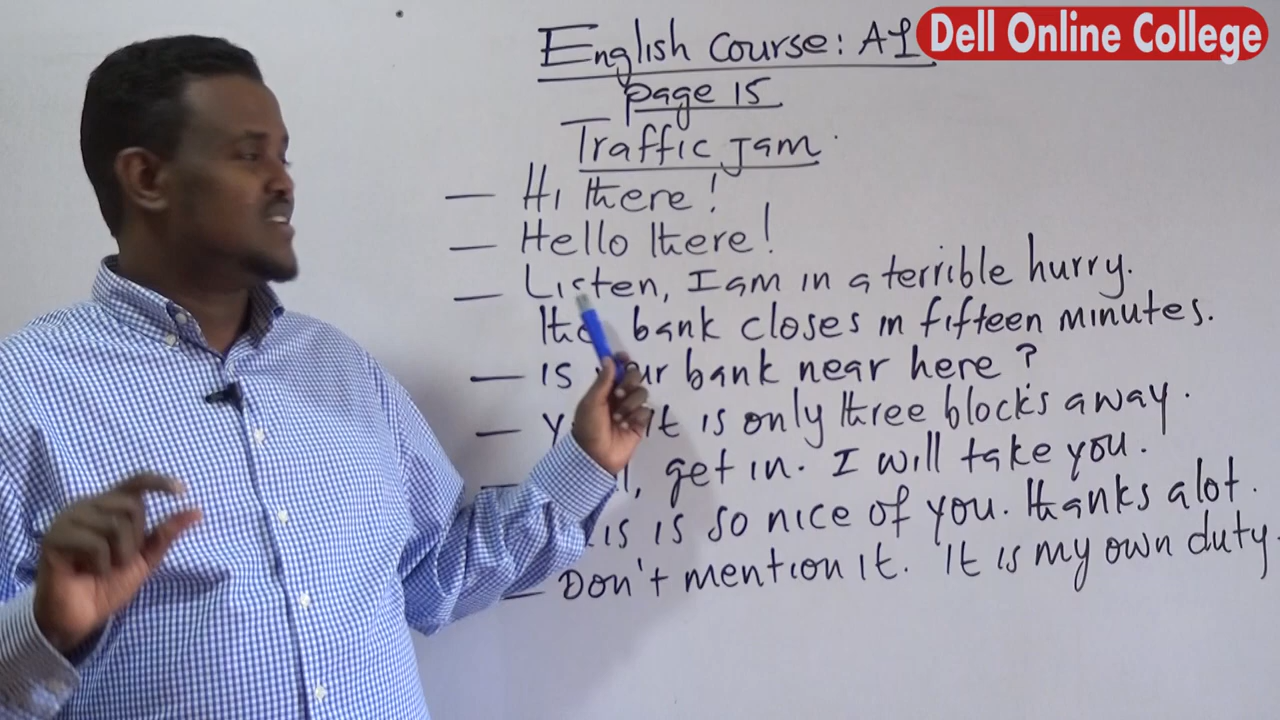 English Course: A1
Dell Online College
page 15
Traffic Jam
— Hi there!
— Hello there!
— Listen, I am in a terrible hurry.
The bank closes in fifteen minutes.
— is your bank near here?
— it is only three blocks away.
— get in. I will take you.
is so nice of you. thanks alot.
— Don't mention it. It is my own duty.